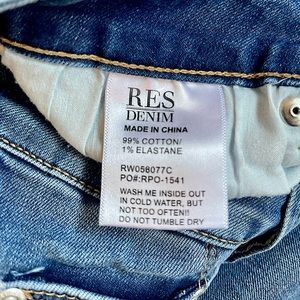 RES
DENIM
MADE IN CHINA
99% COTTON/
1% ELASTANE
RW058077C
PO#:RPO-1541
WASH ME INSIDE OUT
IN COLD WATER, BUT
NOT TOO OFTEN!!
DO NOT TUMBLE DRY